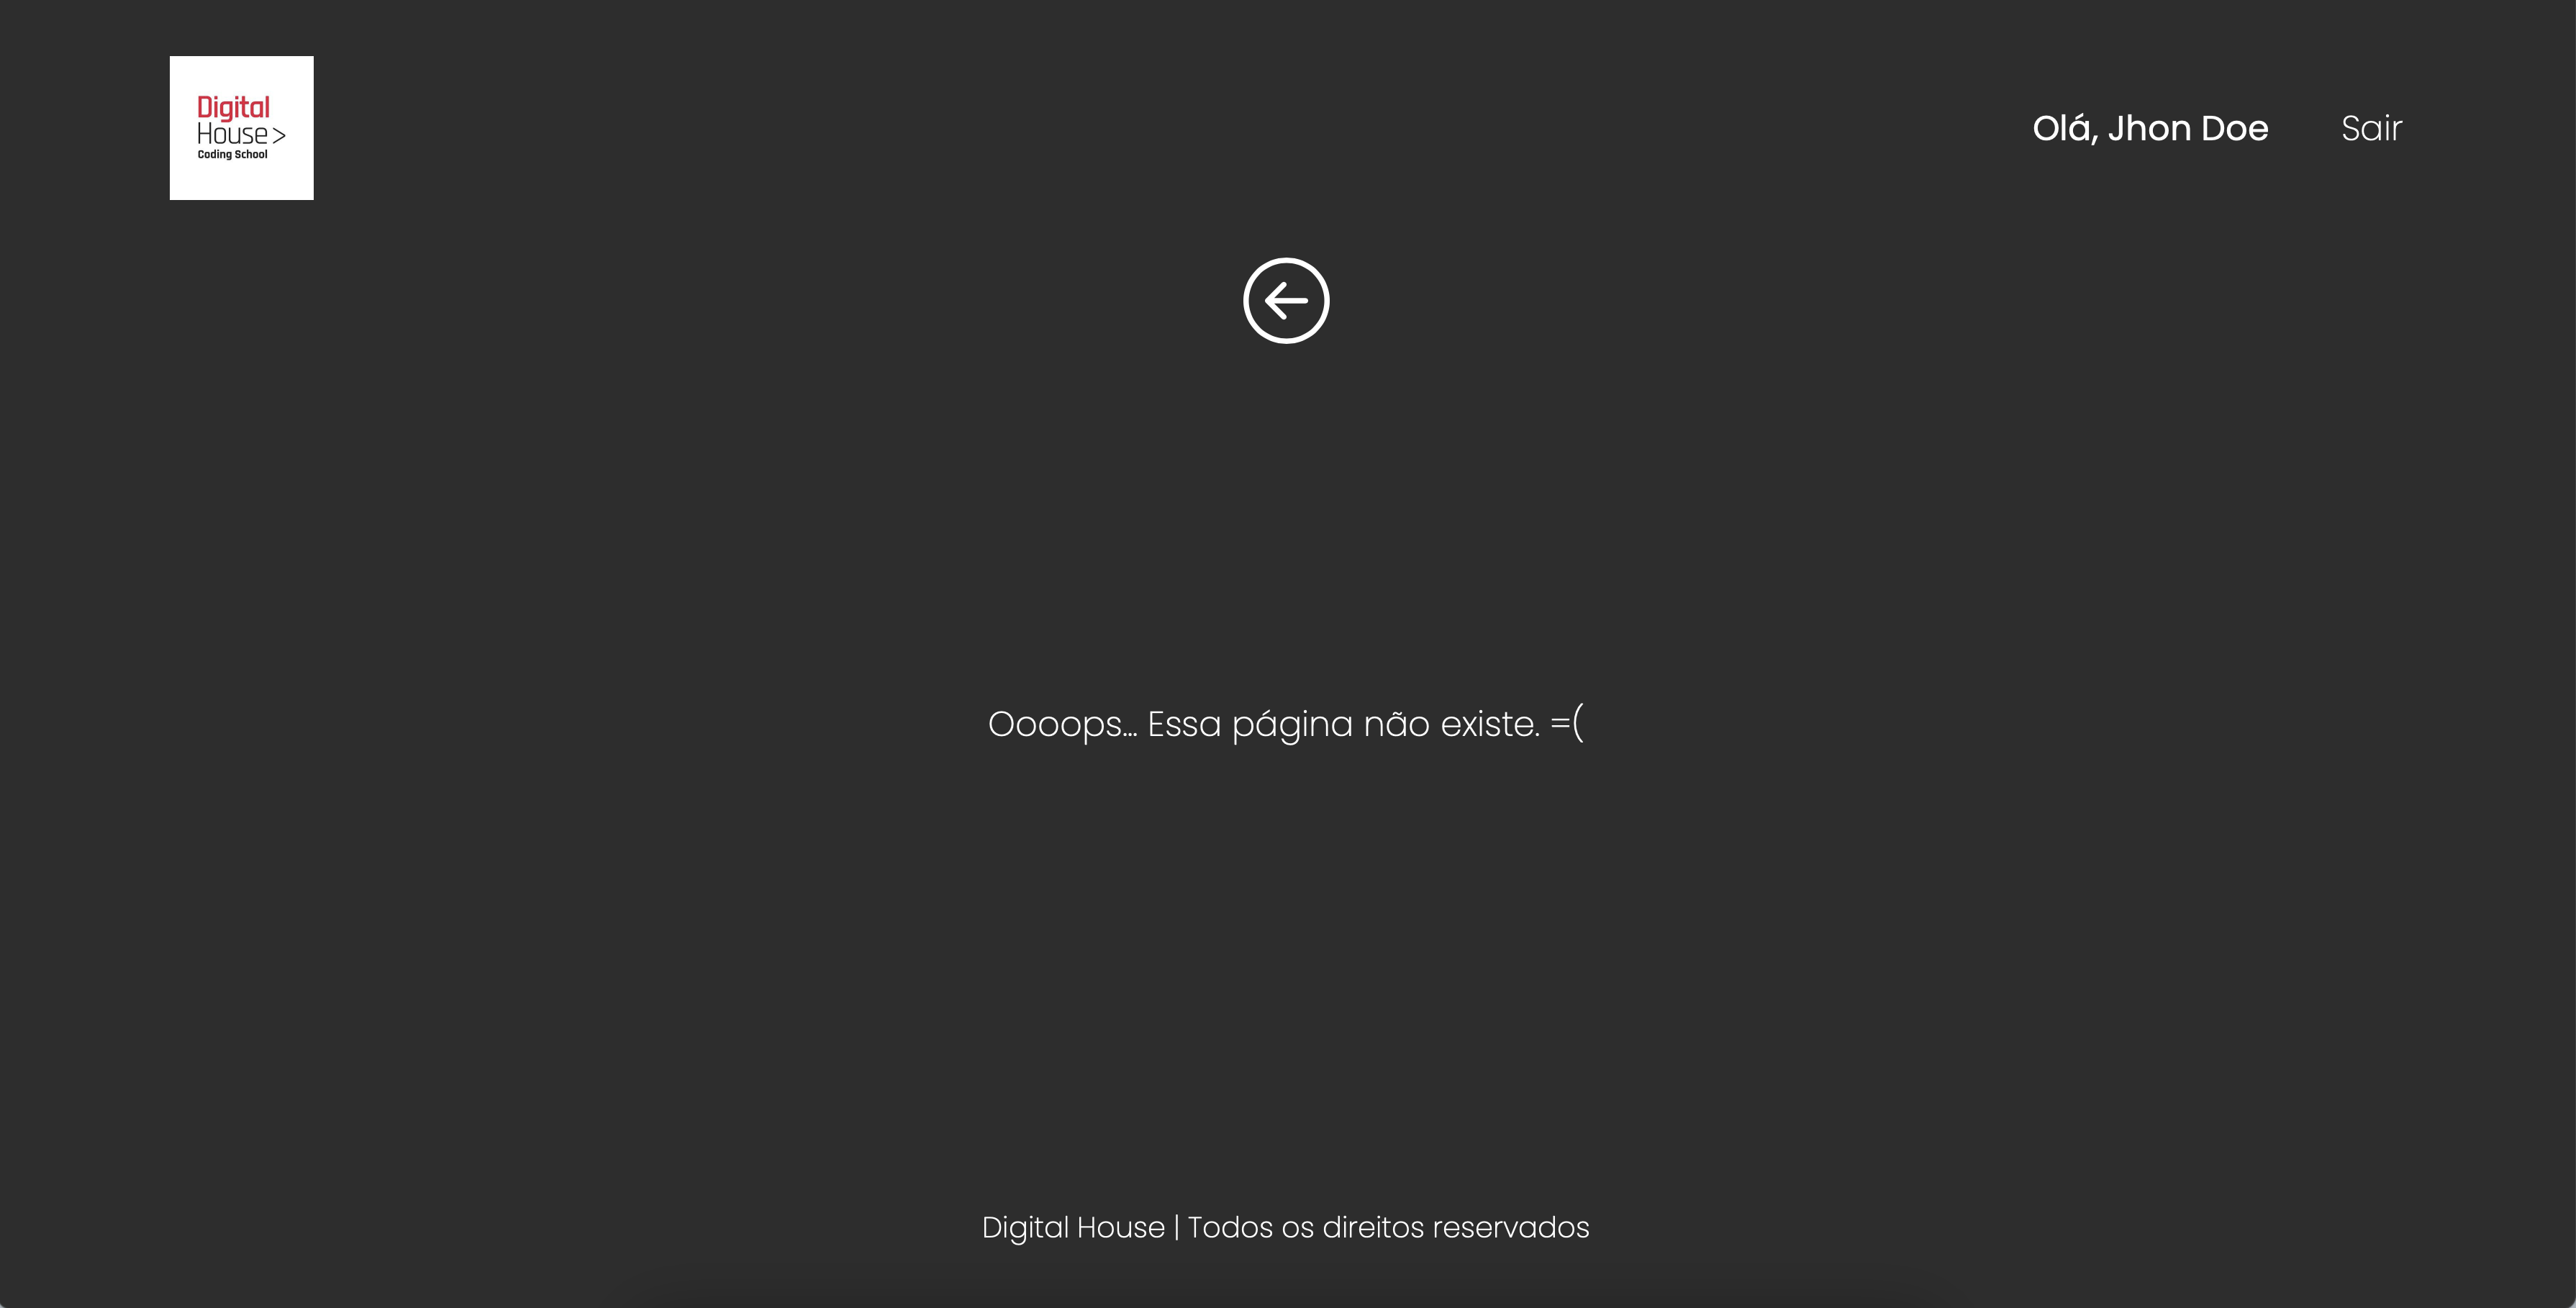 Digital
House>
Coding School
Olá, Jhon Doe
Sair
Oooops... Essa página não existe. =(
Digital House | Todos os direitos reservados